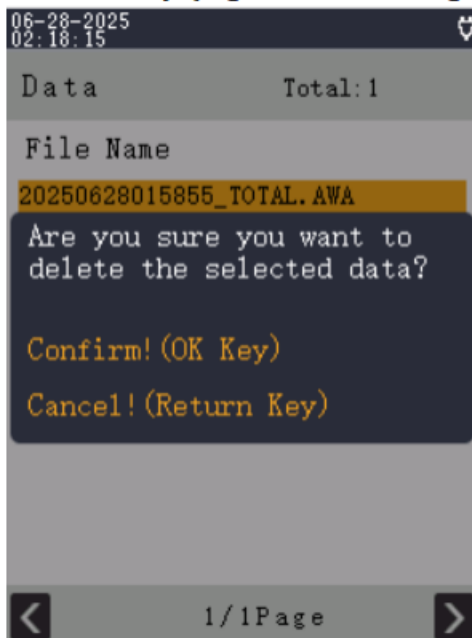 06-28-2025
02:18:15
Data Total:1
File Name
20250628015855_TOTAL.AWA
Are you sure you want to
delete the selected data?
Confirm!(OK Key)
Cancel!(Return Key)
1/1Page